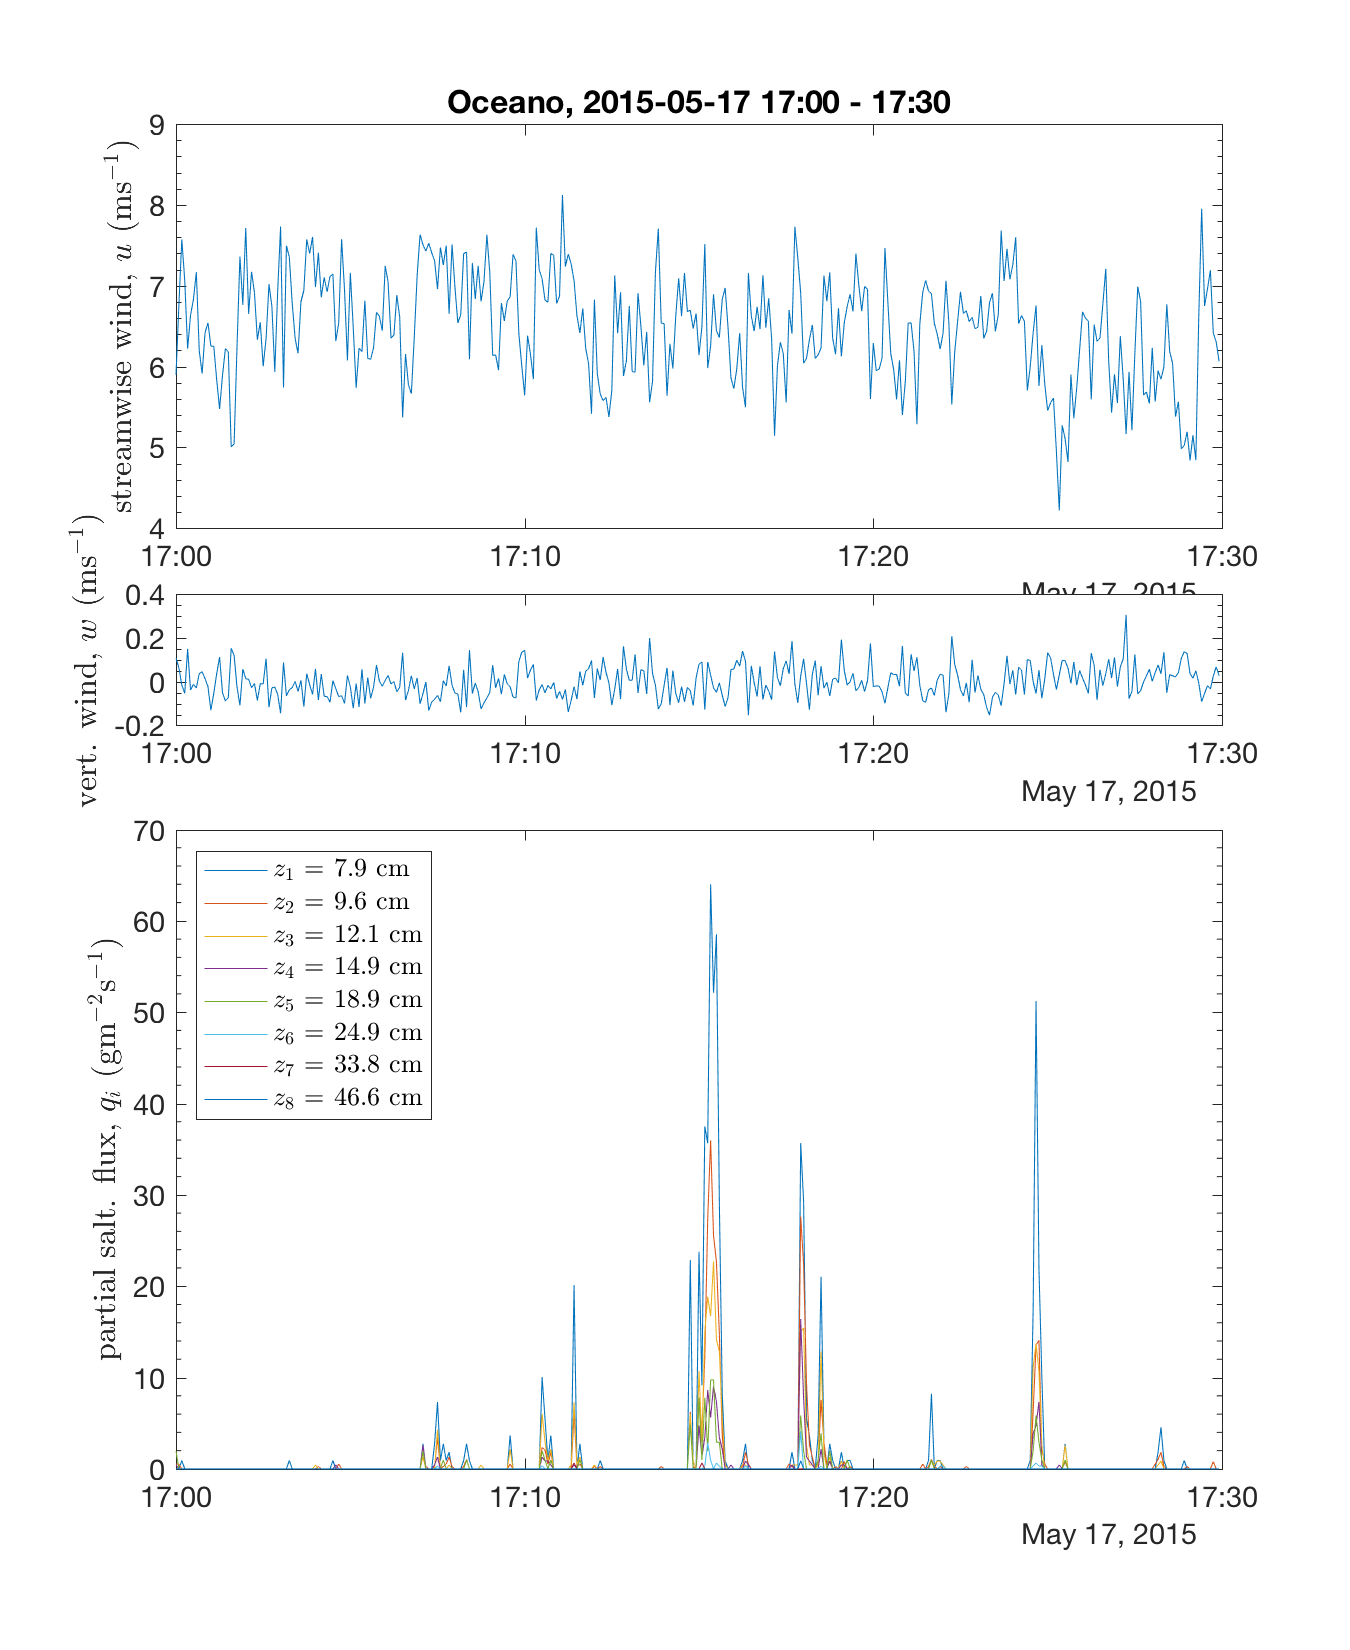 Oceano, 2015-05-17 17:00 - 17:30
streamwise wind, u (ms⁻¹)
9
8
7
6
5
4
17:00 17:10 17:20 17:30
May 17, 2015
vert. wind, w (ms⁻¹)
0.4
0.2
0
-0.2
17:00 17:10 17:20 17:30
May 17, 2015
partial salt. flux, qᵢ (gm⁻²s⁻¹)
70
60
50
40
30
20
10
0
z₁ = 7.9 cm
z₂ = 9.6 cm
z₃ = 12.1 cm
z₄ = 14.9 cm
z₅ = 18.9 cm
z₆ = 24.9 cm
z₇ = 33.8 cm
z₈ = 46.6 cm
17:00 17:10 17:20 17:30
May 17, 2015